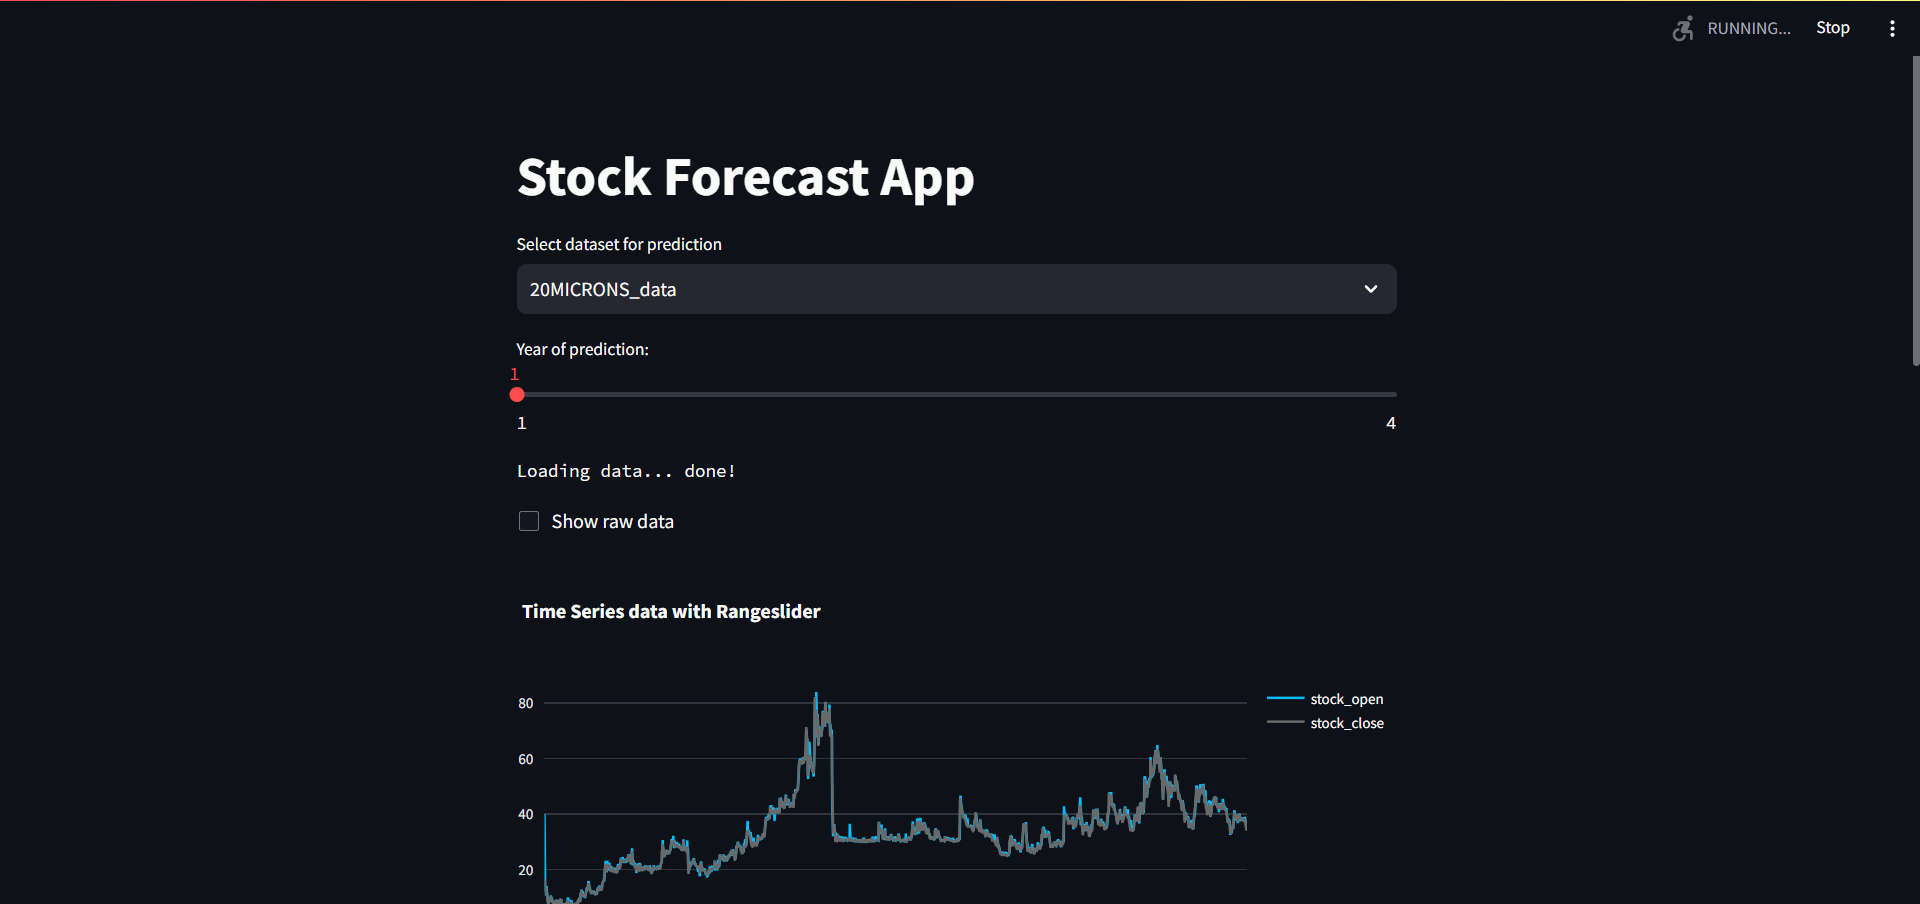 RUNNING... Stop
Stock Forecast App
Select dataset for prediction
20MICRONS_data
Year of prediction:
1
1 4
Loading data... done!
Show raw data
Time Series data with Rangeslider
80
60
40
20
stock_open
stock_close